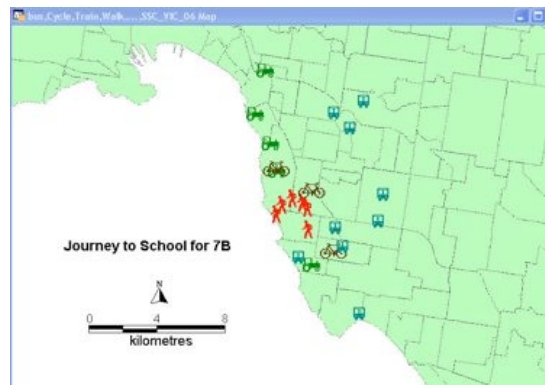 bus,Cycle,Train,Walk,...,SSC_VIC_06 Map
Journey to School for 7B
N
0 4 8
kilometres